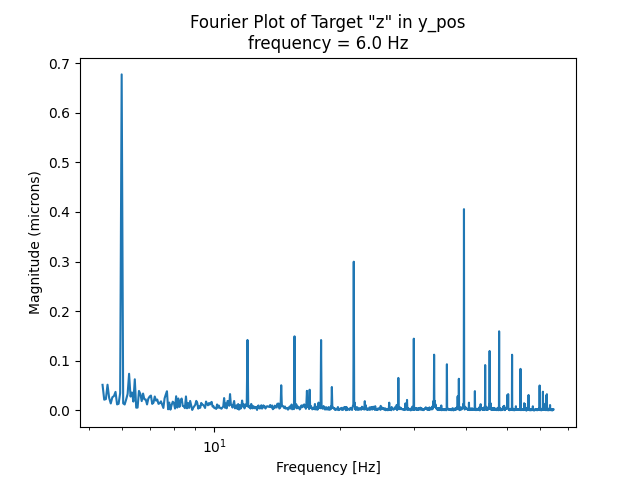 Fourier Plot of Target "z" in y_pos
frequency = 6.0 Hz
0.7
0.6
0.5
0.4
0.3
0.2
0.1
0.0
Magnitude (microns)
10¹
Frequency [Hz]